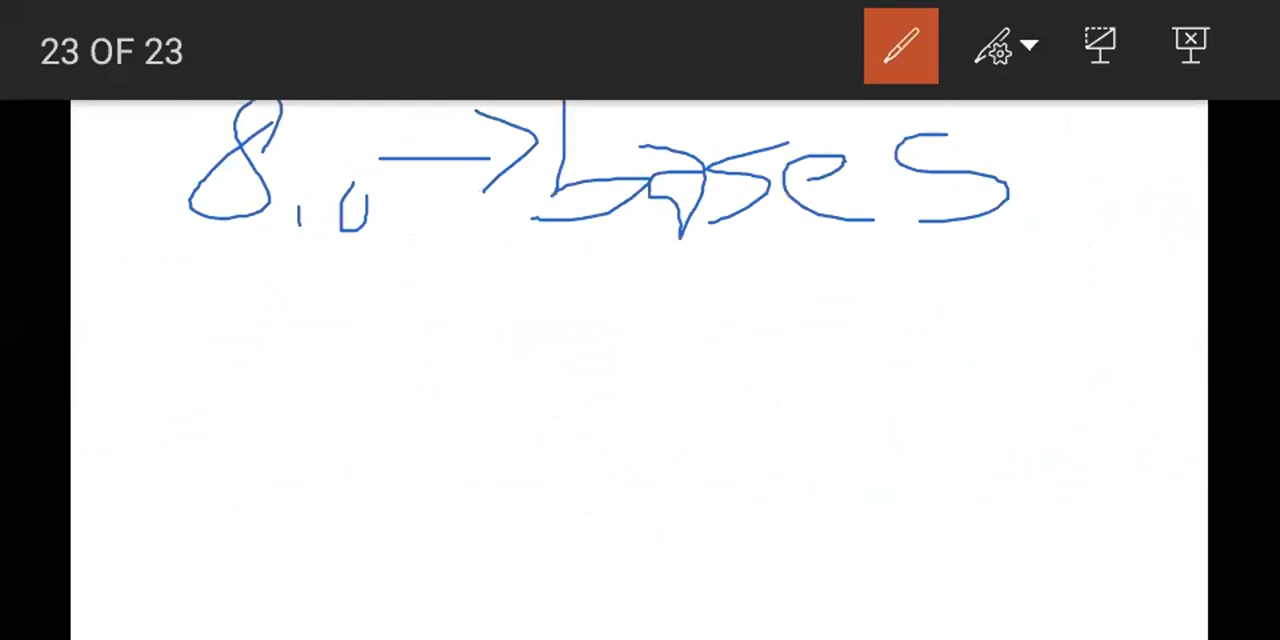 23 OF 23
8.0 → bases